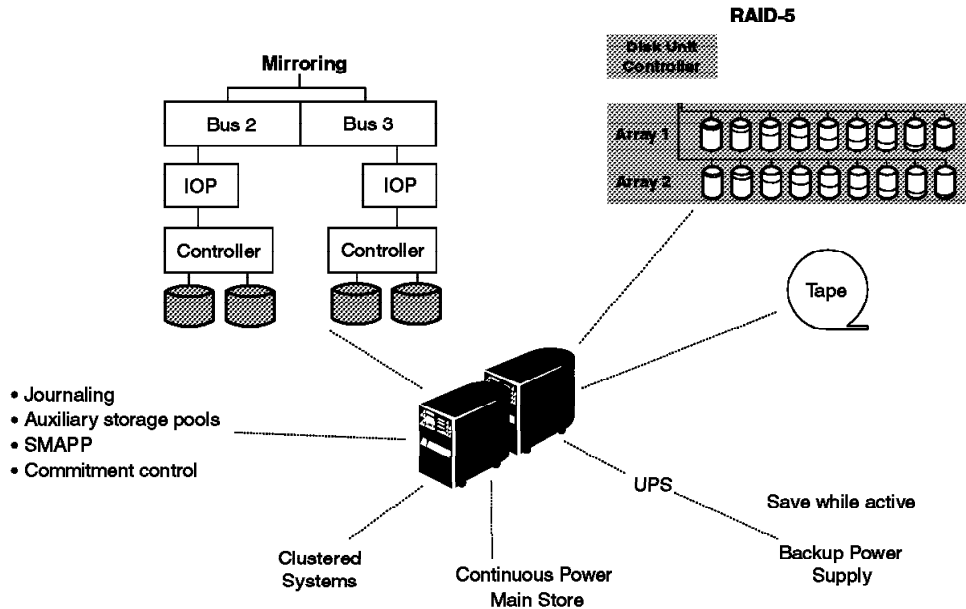 RAID-5
Disk Unit
Controller
Mirroring
Bus 2
Bus 3
Array 1
IOP
IOP
Array 2
Controller
Controller
Tape
• Journaling
• Auxiliary storage pools
• SMAPP
• Commitment control
UPS
Save while active
Clustered
Systems
Continuous Power
Main Store
Backup Power
Supply